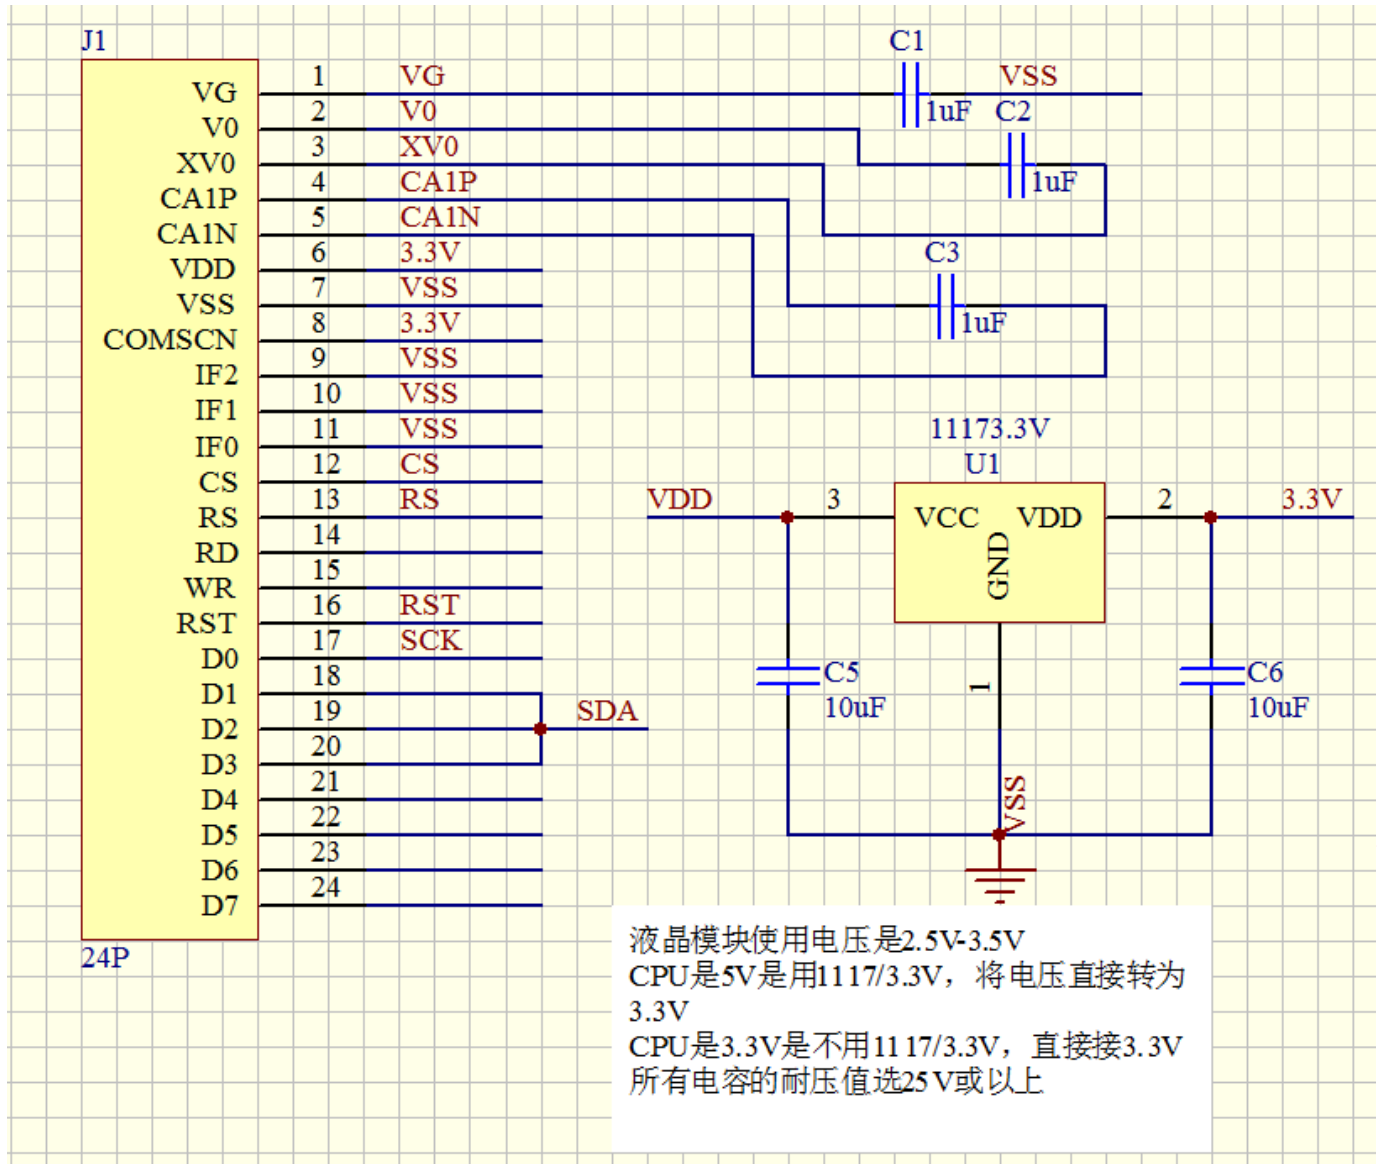 J1
VG 1 VG
V0 2 V0
XV0 3 XV0
CA1P 4 CA1P
CA1N 5 CA1N
VDD 6 3.3V
VSS 7 VSS
COMSCN 8 3.3V
IF2 9 VSS
IF1 10 VSS
IF0 11 VSS
CS 12 CS
RS 13 RS
RD 14
WR 15
RST 16 RST
D0 17 SCK
D1 18
D2 19 SDA
D3 20
D4 21
D5 22
D6 23
D7 24
24P
C1
1uF
VSS
C2
1uF
C3
1uF
11173.3V
U1
VDD 3 VCC VDD 2 3.3V
GND
1
C5
10uF
C6
10uF
VSS
液晶模块使用电压是2.5V-3.5V
CPU是5V是用1117/3.3V，将电压直接转为
3.3V
CPU是3.3V是不用1117/3.3V，直接接3.3V
所有电容的耐压值选25V或以上